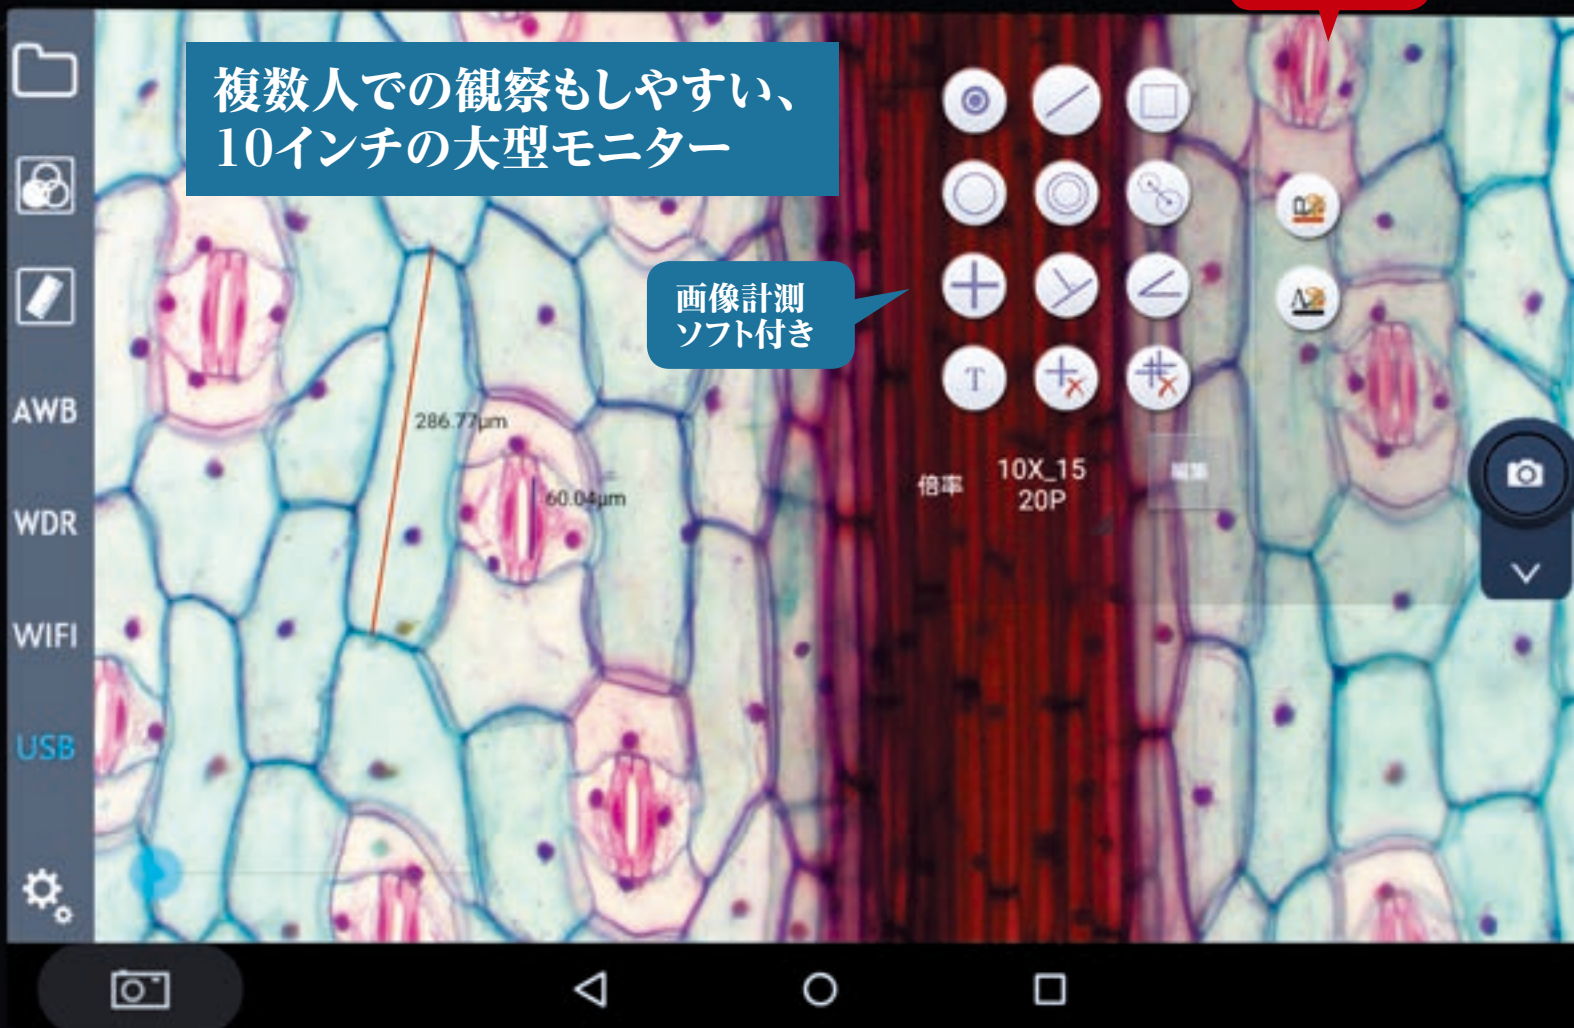 複数人での観察もしやすい、
10インチの大型モニター
画像計測
ソフト付き
AWB
WDR
WIFI
USB
286.77μm
60.04μm
T
倍率
10X_15
20P
編集